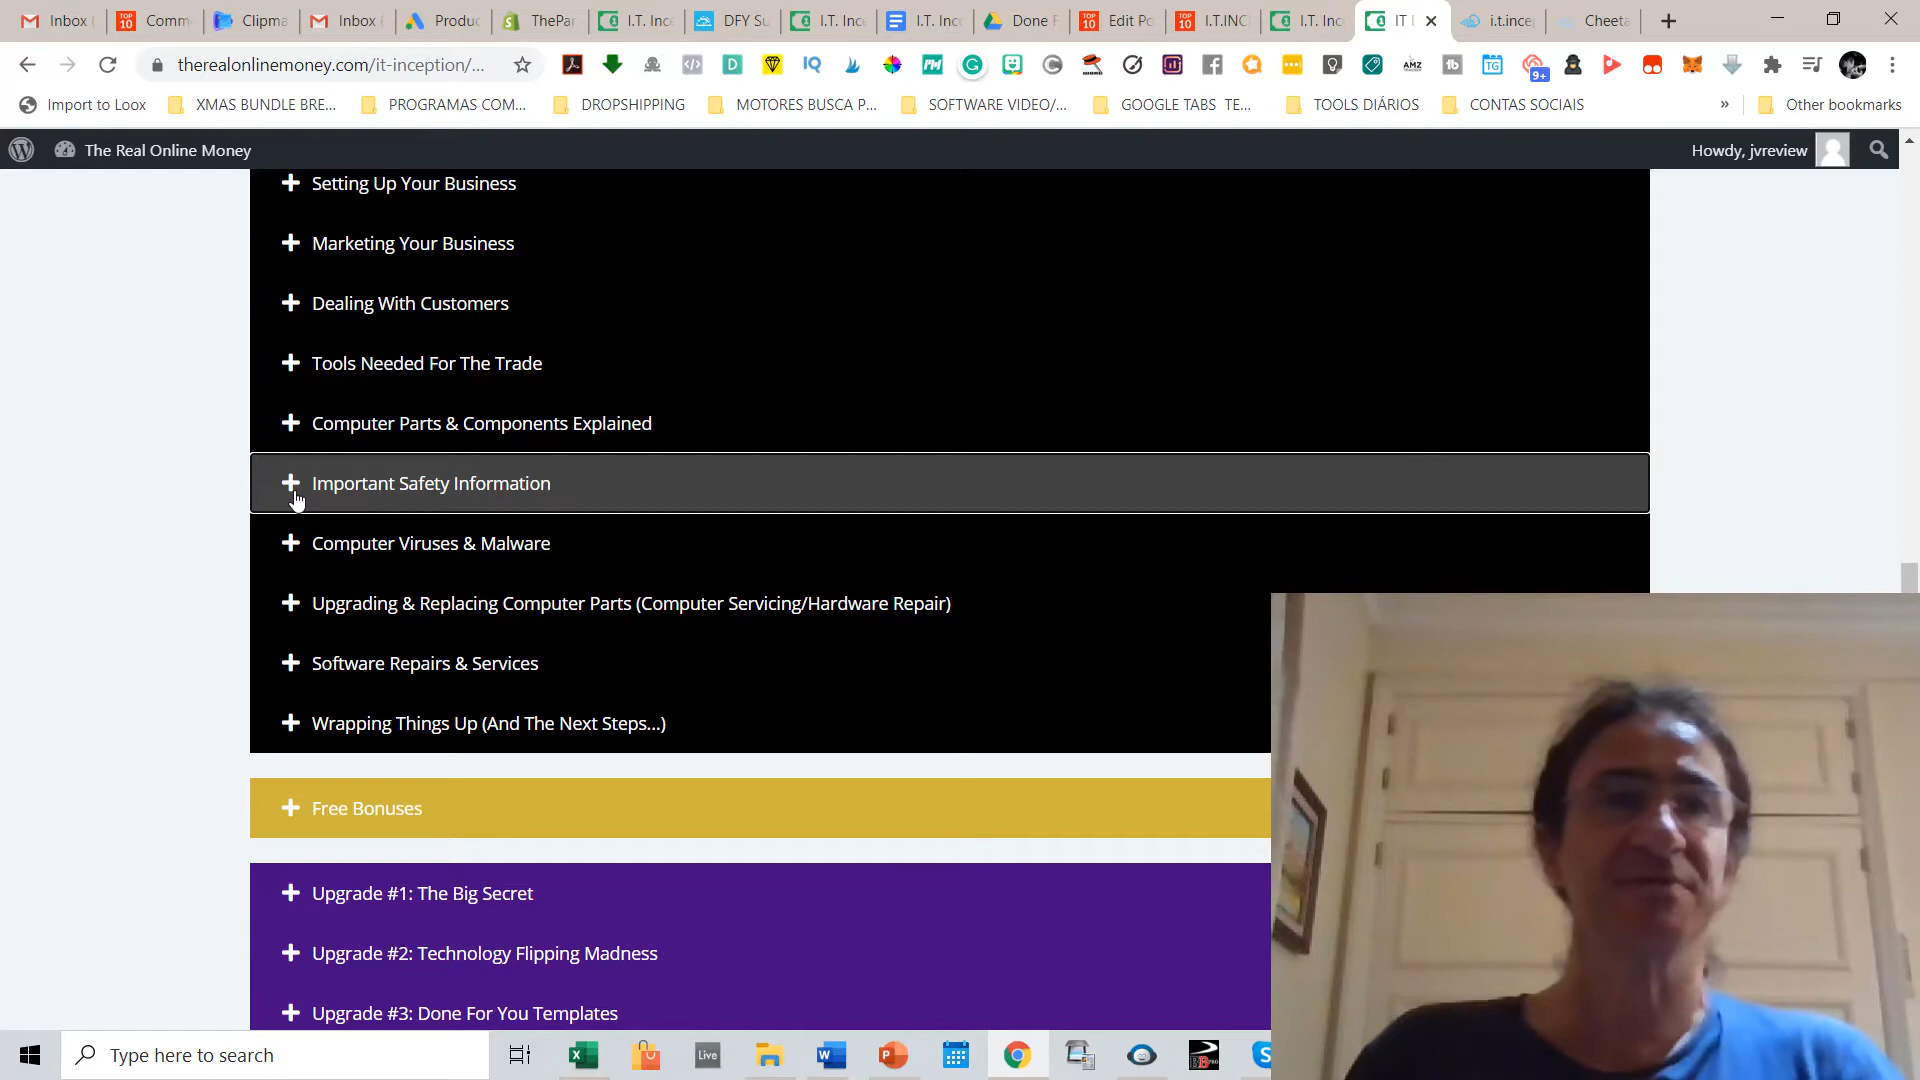 Inbox (
Comm
Clipma
Inbox (
Produc
ThePar
I.T. Ince
DFY Su
I.T. Ince
I.T. Inc
Done F
Edit Po
I.T.INC
I.T. Inc
IT I
i.t.ince
Cheeta
therealonlinemoney.com/it-inception/...
Import to Loox
XMAS BUNDLE BRE...
PROGRAMAS COM...
DROPSHIPPING
MOTORES BUSCA P...
SOFTWARE VIDEO/...
GOOGLE TABS TE...
TOOLS DIÁRIOS
CONTAS SOCIAIS
»
Other bookmarks
The Real Online Money
Howdy, jvreview
Setting Up Your Business
Marketing Your Business
Dealing With Customers
Tools Needed For The Trade
Computer Parts & Components Explained
Important Safety Information
Computer Viruses & Malware
Upgrading & Replacing Computer Parts (Computer Servicing/Hardware Repair)
Software Repairs & Services
Wrapping Things Up (And The Next Steps...)
Free Bonuses
Upgrade #1: The Big Secret
Upgrade #2: Technology Flipping Madness
Upgrade #3: Done For You Templates
Type here to search
Live